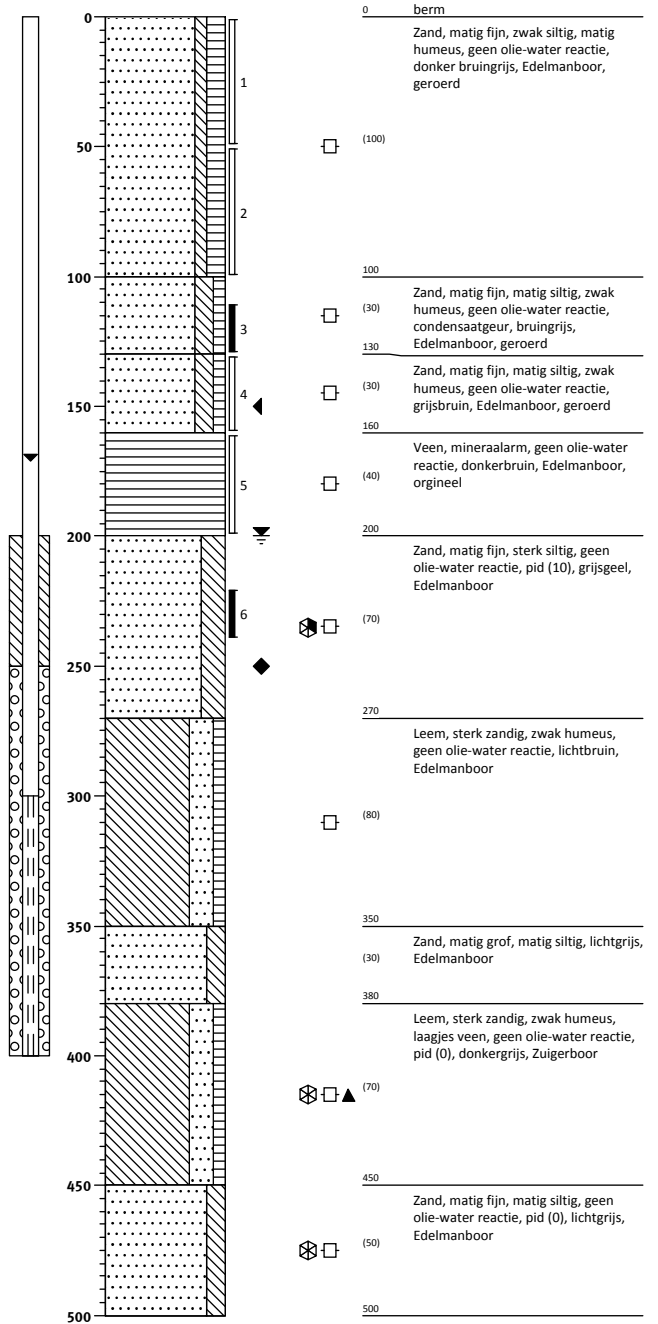 0
50
100
150
200
250
300
350
400
450
500
1
2
3
4
5
6
0
berm
Zand, matig fijn, zwak siltig, matig
humeus, geen olie-water reactie,
donker bruingrijs, Edelmanboor,
geroerd
(100)
100
Zand, matig fijn, matig siltig, zwak
humeus, geen olie-water reactie,
condensaatgeur, bruingrijs,
Edelmanboor, geroerd
(30)
130
Zand, matig fijn, matig siltig, zwak
humeus, geen olie-water reactie,
grijsbruin, Edelmanboor, geroerd
(30)
160
Veen, mineraalarm, geen olie-water
reactie, donkerbruin, Edelmanboor,
orgineel
(40)
200
Zand, matig fijn, sterk siltig, geen
olie-water reactie, pid (10), grijsgeel,
Edelmanboor
(70)
270
Leem, sterk zandig, zwak humeus,
geen olie-water reactie, lichtbruin,
Edelmanboor
(80)
350
Zand, matig grof, matig siltig, lichtgrijs,
Edelmanboor
(30)
380
Leem, sterk zandig, zwak humeus,
laagjes veen, geen olie-water reactie,
pid (0), donkergrijs, Zuigerboor
(70)
450
Zand, matig fijn, matig siltig, geen
olie-water reactie, pid (0), lichtgrijs,
Edelmanboor
(50)
500